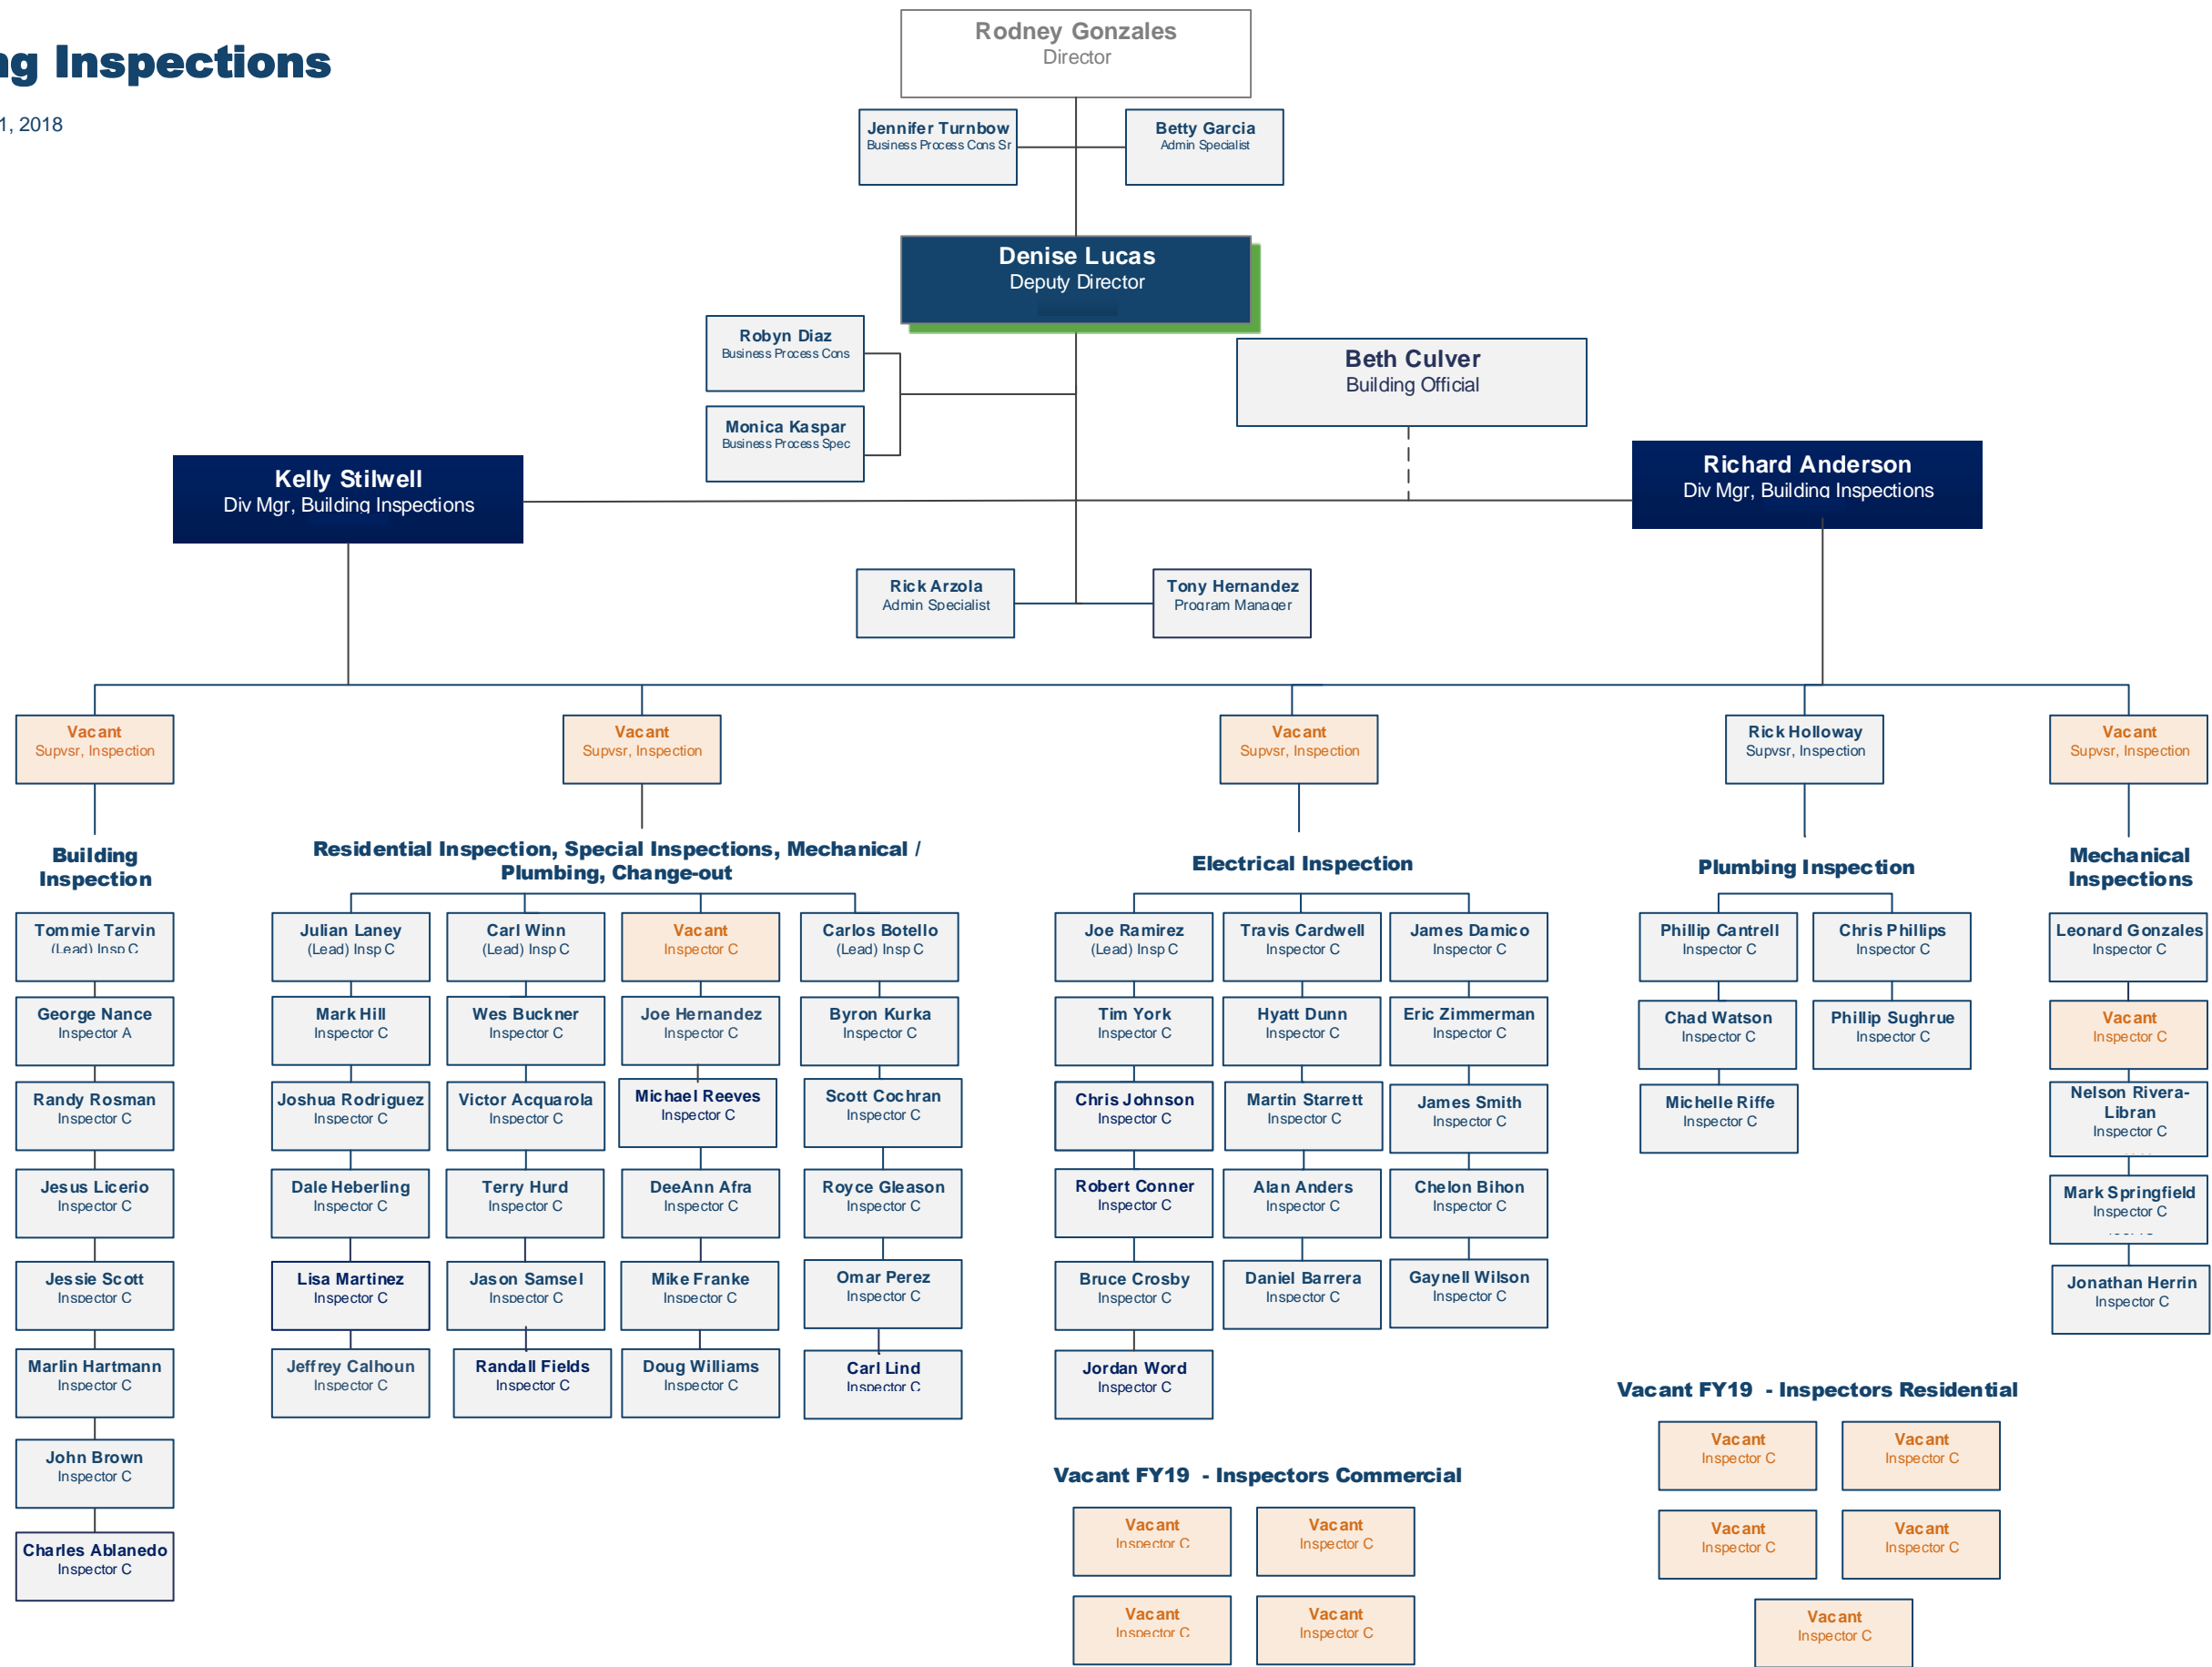 ng Inspections
1, 2018
Rodney Gonzales
Director
Jennifer Turnbow
Business Process Cons Sr
Betty Garcia
Admin Specialist
Denise Lucas
Deputy Director
Robyn Diaz
Business Process Cons
Monica Kaspar
Business Process Spec
Beth Culver
Building Official
Kelly Stilwell
Div Mgr, Building Inspections
Richard Anderson
Div Mgr, Building Inspections
Rick Arzola
Admin Specialist
Tony Hernandez
Program Manager
Vacant
Supvsr, Inspection
Vacant
Supvsr, Inspection
Vacant
Supvsr, Inspection
Rick Holloway
Supvsr, Inspection
Vacant
Supvsr, Inspection
Building
Inspection
Tommie Tarvin
(Lead) Insp C
George Nance
Inspector A
Randy Rosman
Inspector C
Jesus Licerio
Inspector C
Jessie Scott
Inspector C
Marlin Hartmann
Inspector C
John Brown
Inspector C
Charles Ablanedo
Inspector C
Residential Inspection, Special Inspections, Mechanical /
Plumbing, Change-out
Julian Laney
(Lead) Insp C
Mark Hill
Inspector C
Joshua Rodriguez
Inspector C
Dale Heberling
Inspector C
Lisa Martinez
Inspector C
Jeffrey Calhoun
Inspector C
Carl Winn
(Lead) Insp C
Wes Buckner
Inspector C
Victor Acquarola
Inspector C
Terry Hurd
Inspector C
Jason Samsel
Inspector C
Randall Fields
Inspector C
Vacant
Inspector C
Joe Hernandez
Inspector C
Michael Reeves
Inspector C
DeeAnn Afra
Inspector C
Mike Franke
Inspector C
Doug Williams
Inspector C
Carlos Botello
(Lead) Insp C
Byron Kurka
Inspector C
Scott Cochran
Inspector C
Royce Gleason
Inspector C
Omar Perez
Inspector C
Carl Lind
Inspector C
Electrical Inspection
Joe Ramirez
(Lead) Insp C
Tim York
Inspector C
Chris Johnson
Inspector C
Robert Conner
Inspector C
Bruce Crosby
Inspector C
Jordan Word
Inspector C
Travis Cardwell
Inspector C
Hyatt Dunn
Inspector C
Martin Starrett
Inspector C
Alan Anders
Inspector C
Daniel Barrera
Inspector C
James Damico
Inspector C
Eric Zimmerman
Inspector C
James Smith
Inspector C
Chelon Bihon
Inspector C
Gaynell Wilson
Inspector C
Plumbing Inspection
Phillip Cantrell
Inspector C
Chad Watson
Inspector C
Michelle Riffe
Inspector C
Chris Phillips
Inspector C
Phillip Sughrue
Inspector C
Mechanical
Inspections
Leonard Gonzales
Inspector C
Vacant
Inspector C
Nelson Rivera-
Libran
Inspector C
Mark Springfield
Inspector C
Jonathan Herrin
Inspector C
Vacant FY19 - Inspectors Commercial
Vacant
Inspector C
Vacant
Inspector C
Vacant
Inspector C
Vacant
Inspector C
Vacant FY19 - Inspectors Residential
Vacant
Inspector C
Vacant
Inspector C
Vacant
Inspector C
Vacant
Inspector C
Vacant
Inspector C